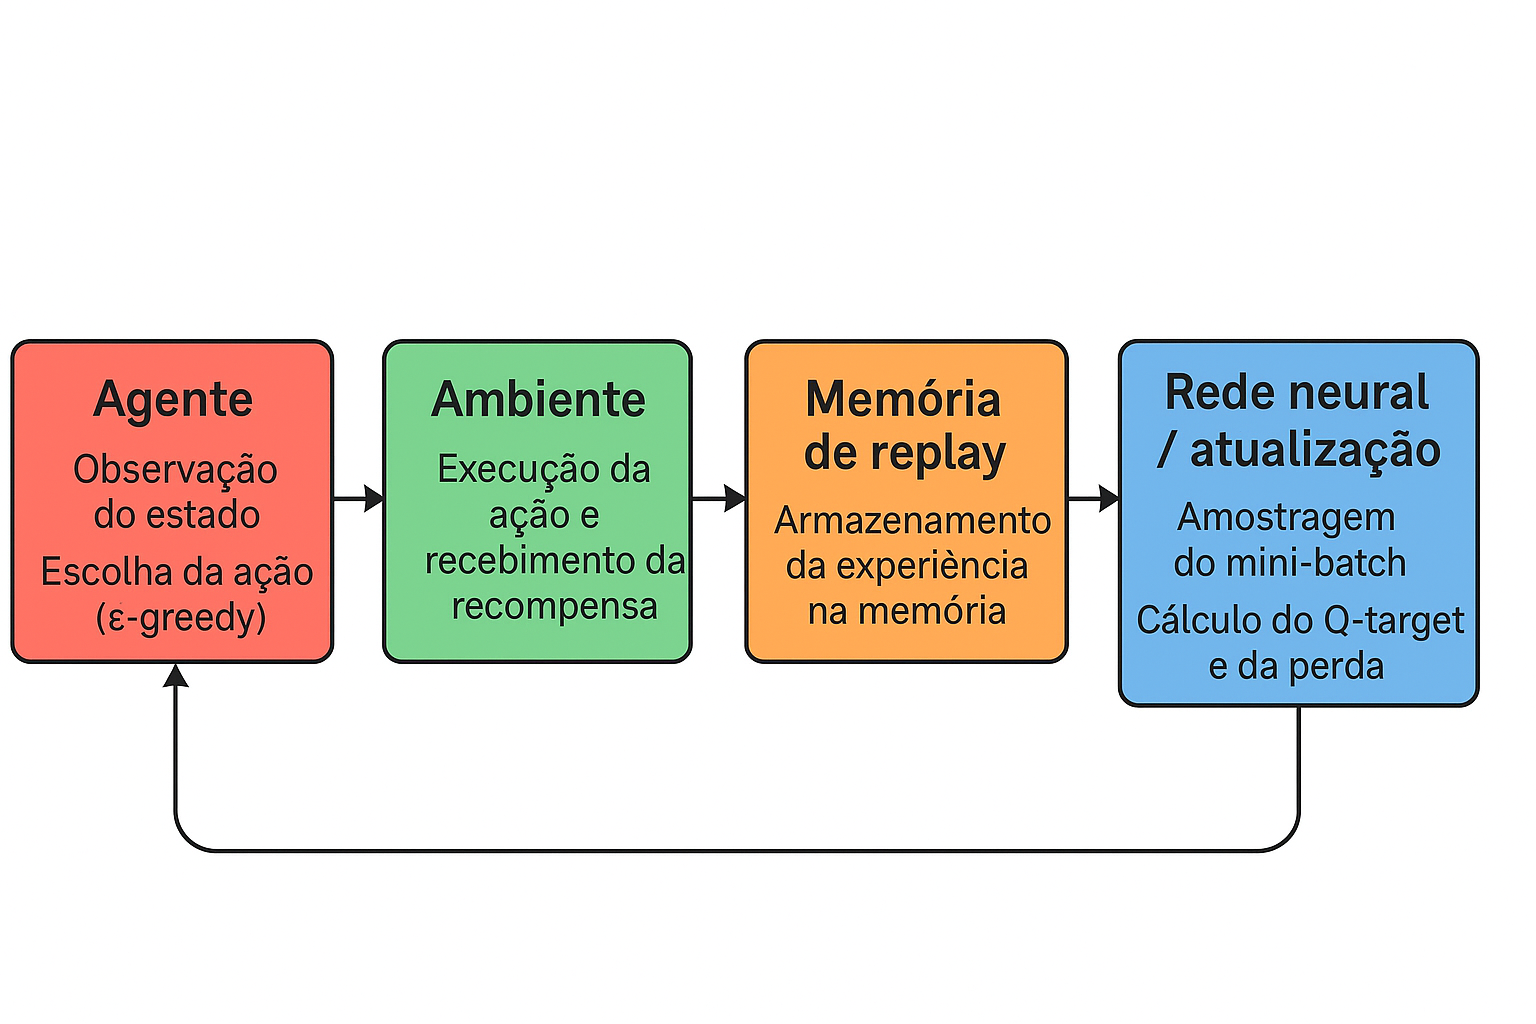 Agente
Observação
do estado
Escolha da ação
(ε-greedy)
Ambiente
Execução da
ação e
recebimento da
recompensa
Memória
de replay
Armazenamento
da experiència
na memória
Rede neural
/ atualização
Amostragem
do mini-batch
Cálculo do Q-target
e da perda